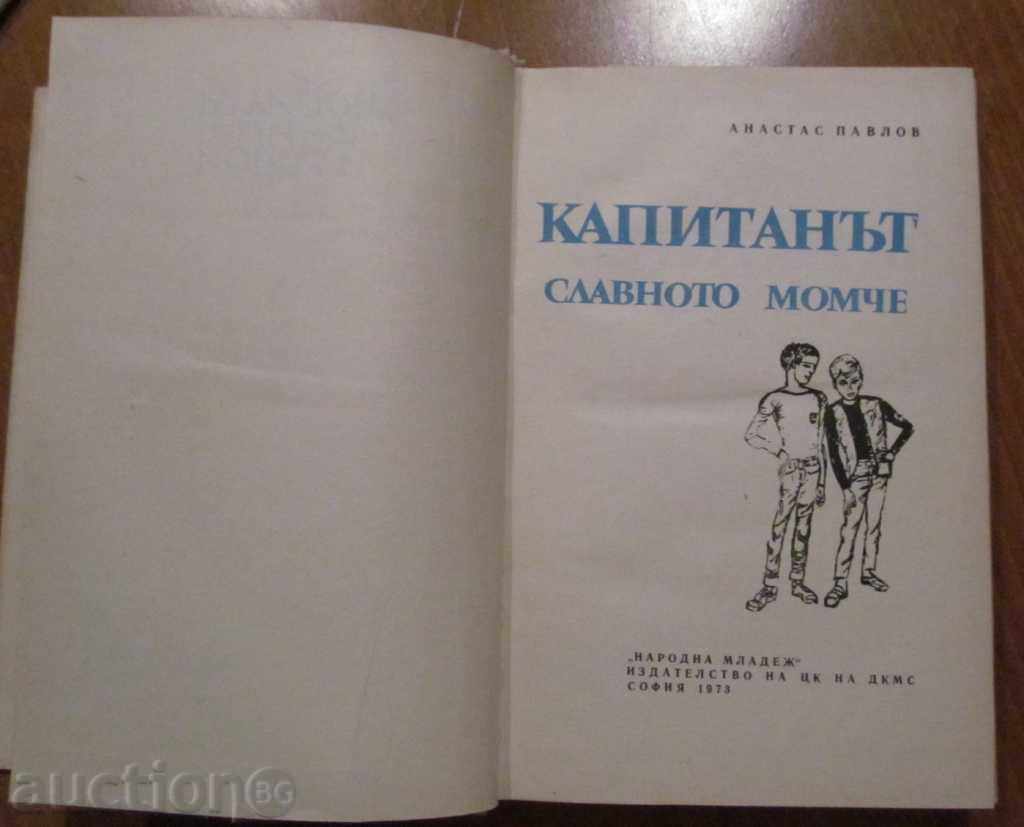 АНАСТАС ПАВЛОВ
КАПИТАНЪТ
СЛАВНОТО МОМЧЕ
„НАРОДНА МЛАДЕЖ“
ИЗДАТЕЛСТВО НА ЦК НА ДКМС
СОФИЯ 1973
auction BG